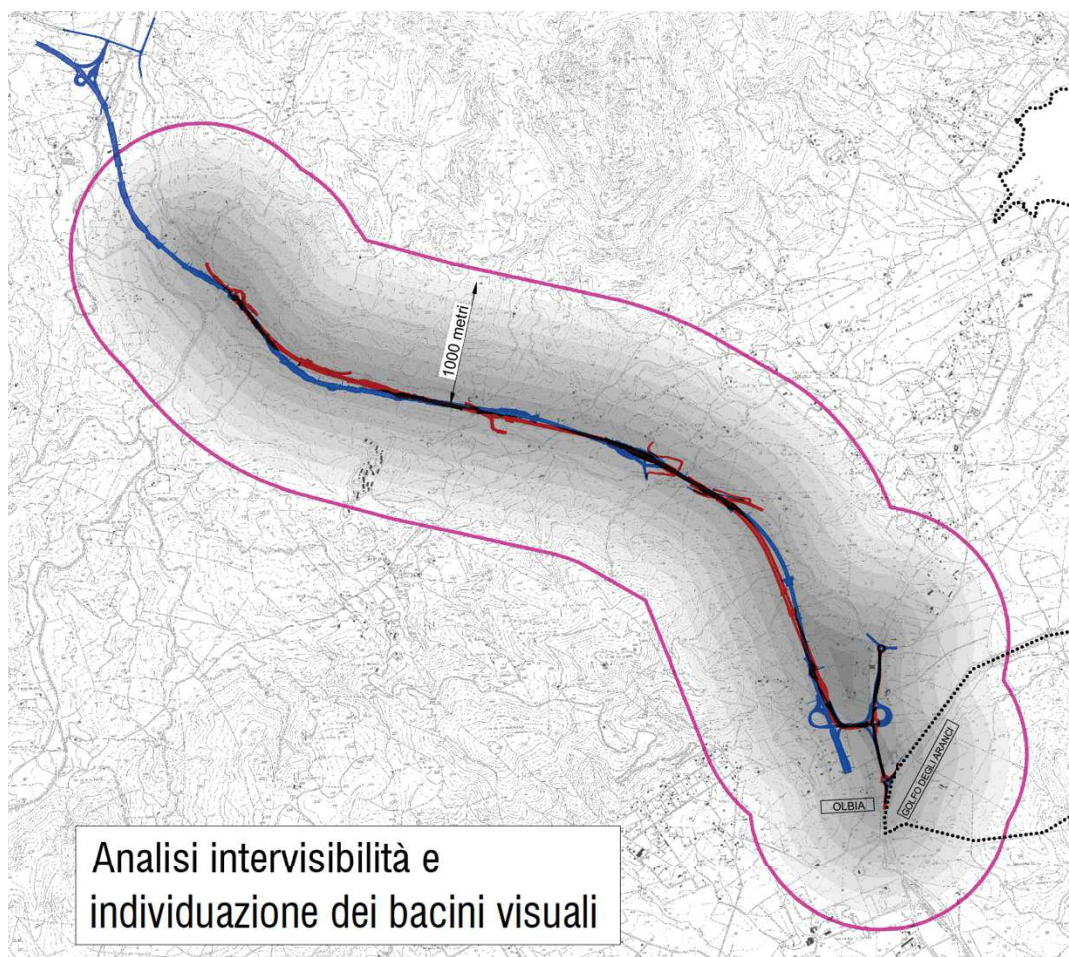 1000 metri
OLBIA
GOLFO DEGLI ARANCI
Analisi intervisibilità e
individuazione dei bacini visuali